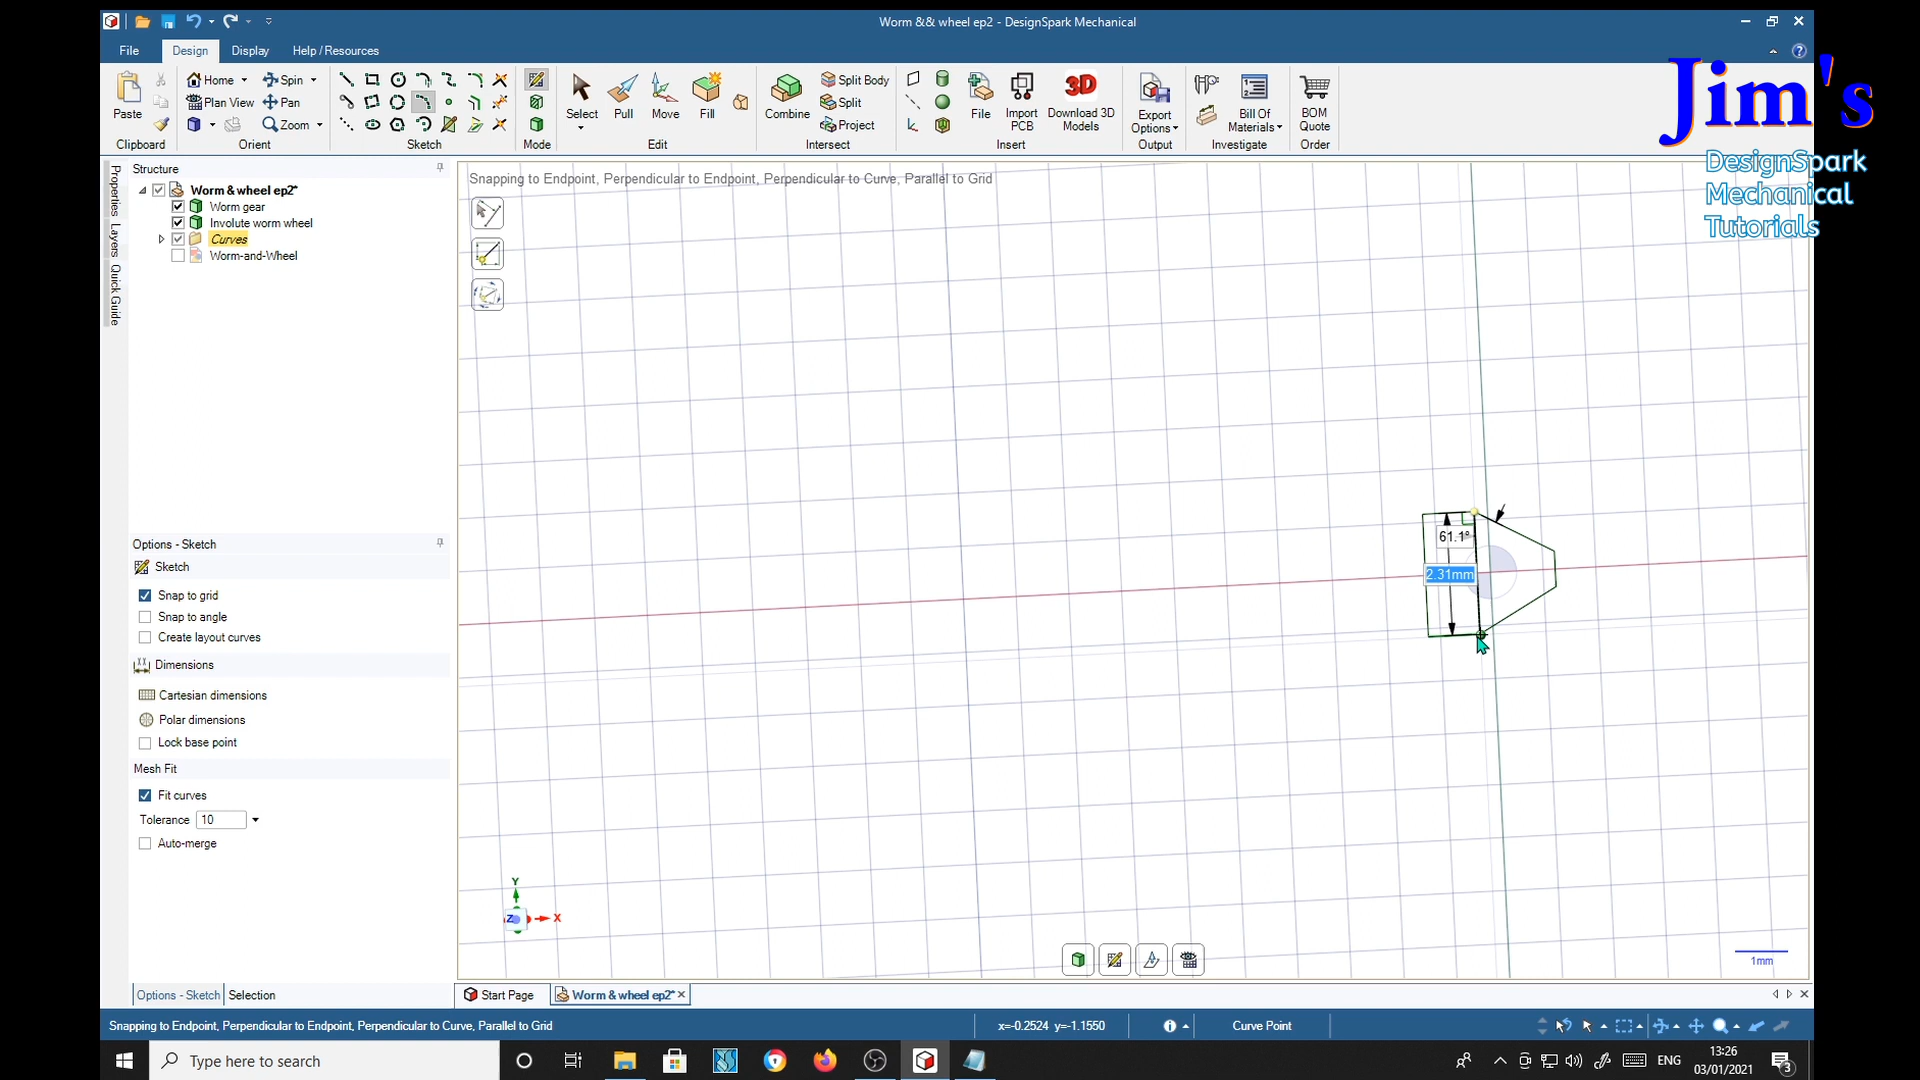 Worm && wheel ep2 - DesignSpark Mechanical
File Design Display Help / Resources
Jim's
DesignSpark
Mechanical
Tutorials
Home Spin Split Body
Plan View Pan Split
Zoom Project
Paste Select Pull Move Fill Combine File Import PCB Download 3D Models Export Options Bill Of Materials BOM Quote
3D
Clipboard Orient Sketch Mode Edit Intersect Insert Output Investigate Order
Properties
Layers
Quick Guide
Structure
Worm & wheel ep2*
Worm gear
Involute worm wheel
Curves
Worm-and-Wheel
Snapping to Endpoint, Perpendicular to Endpoint, Perpendicular to Curve, Parallel to Grid
61.1°
2.31mm
Options - Sketch
Sketch
Snap to grid
Snap to angle
Create layout curves
Dimensions
Cartesian dimensions
Polar dimensions
Lock base point
Mesh Fit
Fit curves
Tolerance 10
Auto-merge
Y
Z X
1mm
Options - Sketch Selection
Start Page Worm & wheel ep2*
Snapping to Endpoint, Perpendicular to Endpoint, Perpendicular to Curve, Parallel to Grid x=-0.2524 y=-1.1550 Curve Point
Type here to search
ENG
13:26
03/01/2021
3